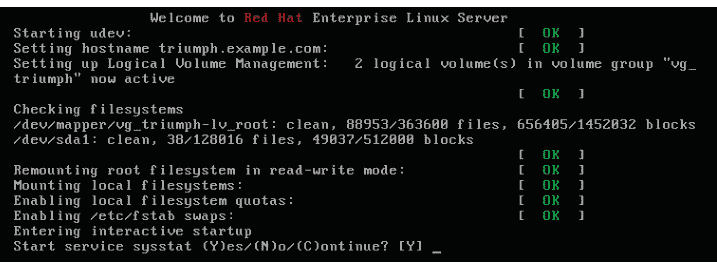 Welcome to Red Hat Enterprise Linux Server
Starting udev: [ OK ]
Setting hostname triumph.example.com: [ OK ]
Setting up Logical Volume Management: 2 logical volume(s) in volume group "vg_
triumph" now active
[ OK ]
Checking filesystems
/dev/mapper/vg_triumph-lv_root: clean, 88953/363600 files, 656405/1452032 blocks
/dev/sda1: clean, 38/128016 files, 49037/512000 blocks
[ OK ]
Remounting root filesystem in read-write mode: [ OK ]
Mounting local filesystems: [ OK ]
Enabling local filesystem quotas: [ OK ]
Enabling /etc/fstab swaps: [ OK ]
Entering interactive startup
Start service sysstat (Y)es/(N)o/(C)ontinue? [Y] _